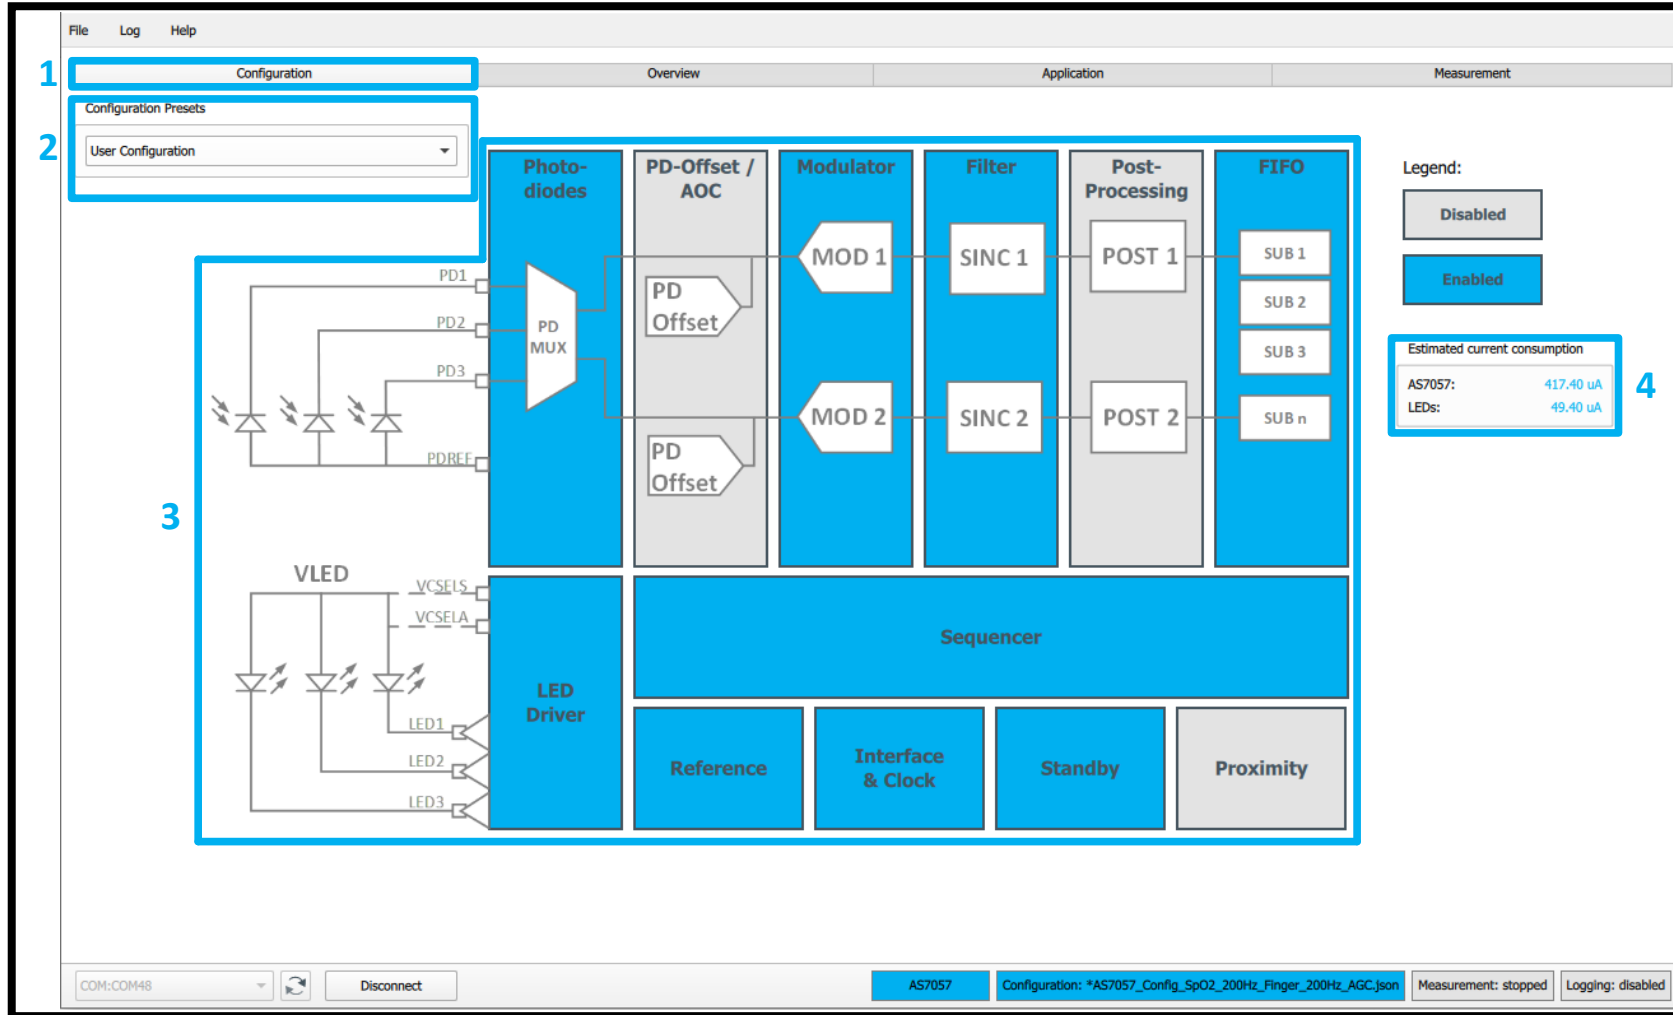 File Log Help
1
Configuration Overview Application Measurement
2
Configuration Presets
User Configuration
Photo-
diodes
PD-Offset /
AOC
Modulator
Filter
Post-
Processing
FIFO
Legend:
Disabled
Enabled
PD1
PD2
PD3
PDREF
PD
MUX
PD
Offset
PD
Offset
MOD 1
MOD 2
SINC 1
SINC 2
POST 1
POST 2
SUB 1
SUB 2
SUB 3
SUB n
Estimated current consumption
AS7057: 417.40 uA
LEDs: 49.40 uA
4
3
VLED
VCSELS
VCSELA
LED1
LED2
LED3
LED
Driver
Sequencer
Reference
Interface
& Clock
Standby
Proximity
COM:COM48
Disconnect
AS7057
Configuration: *AS7057_Config_SpO2_200Hz_Finger_200Hz_AGC.json
Measurement: stopped
Logging: disabled